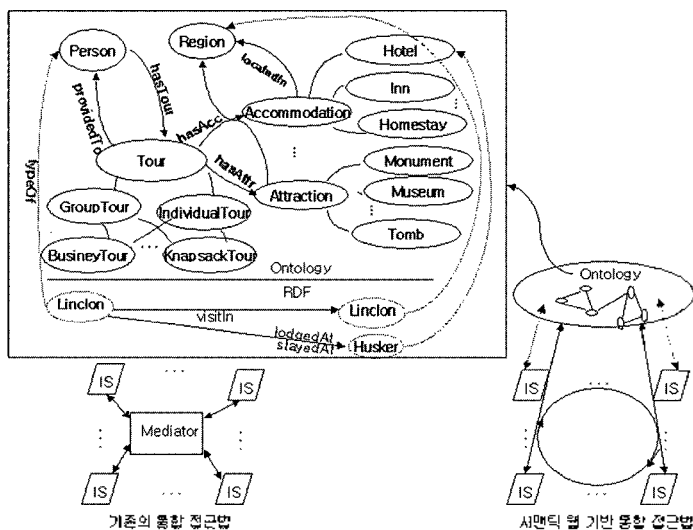 Person
Region
Hotel
hasTour
locatedIn
Inn
providedTo
hasAcc
Accommodation
Homestay
Tour
...
Monument
typeOf
hasAttr
Attraction
Museum
GroupTour
IndividualTour
Tomb
BusineyTour
...
KnapsackTour
Ontology
RDF
Linclon
visitIn
Linclon
lodgedAt
stayedAt
Husker
Ontology
IS
...
IS
Mediator
IS
...
IS
IS
...
IS
IS
...
IS
기존의 통합 접근법
시맨틱 웹 기반 통합 접근법